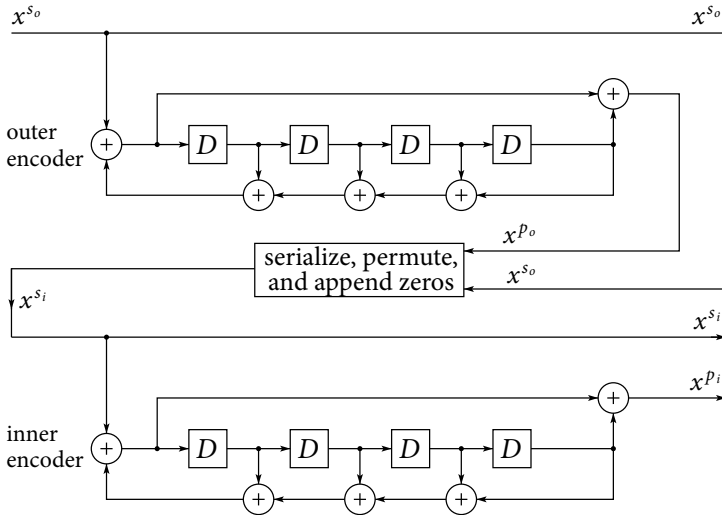 x^{s_o} x^{s_o}
+
outer
encoder
+ D D D D
+ + +
x^{p_o}
serialize, permute,
and append zeros
x^{s_o}
x^{s_i}
x^{s_i}
+ x^{p_i}
inner
encoder
+ D D D D
+ + +